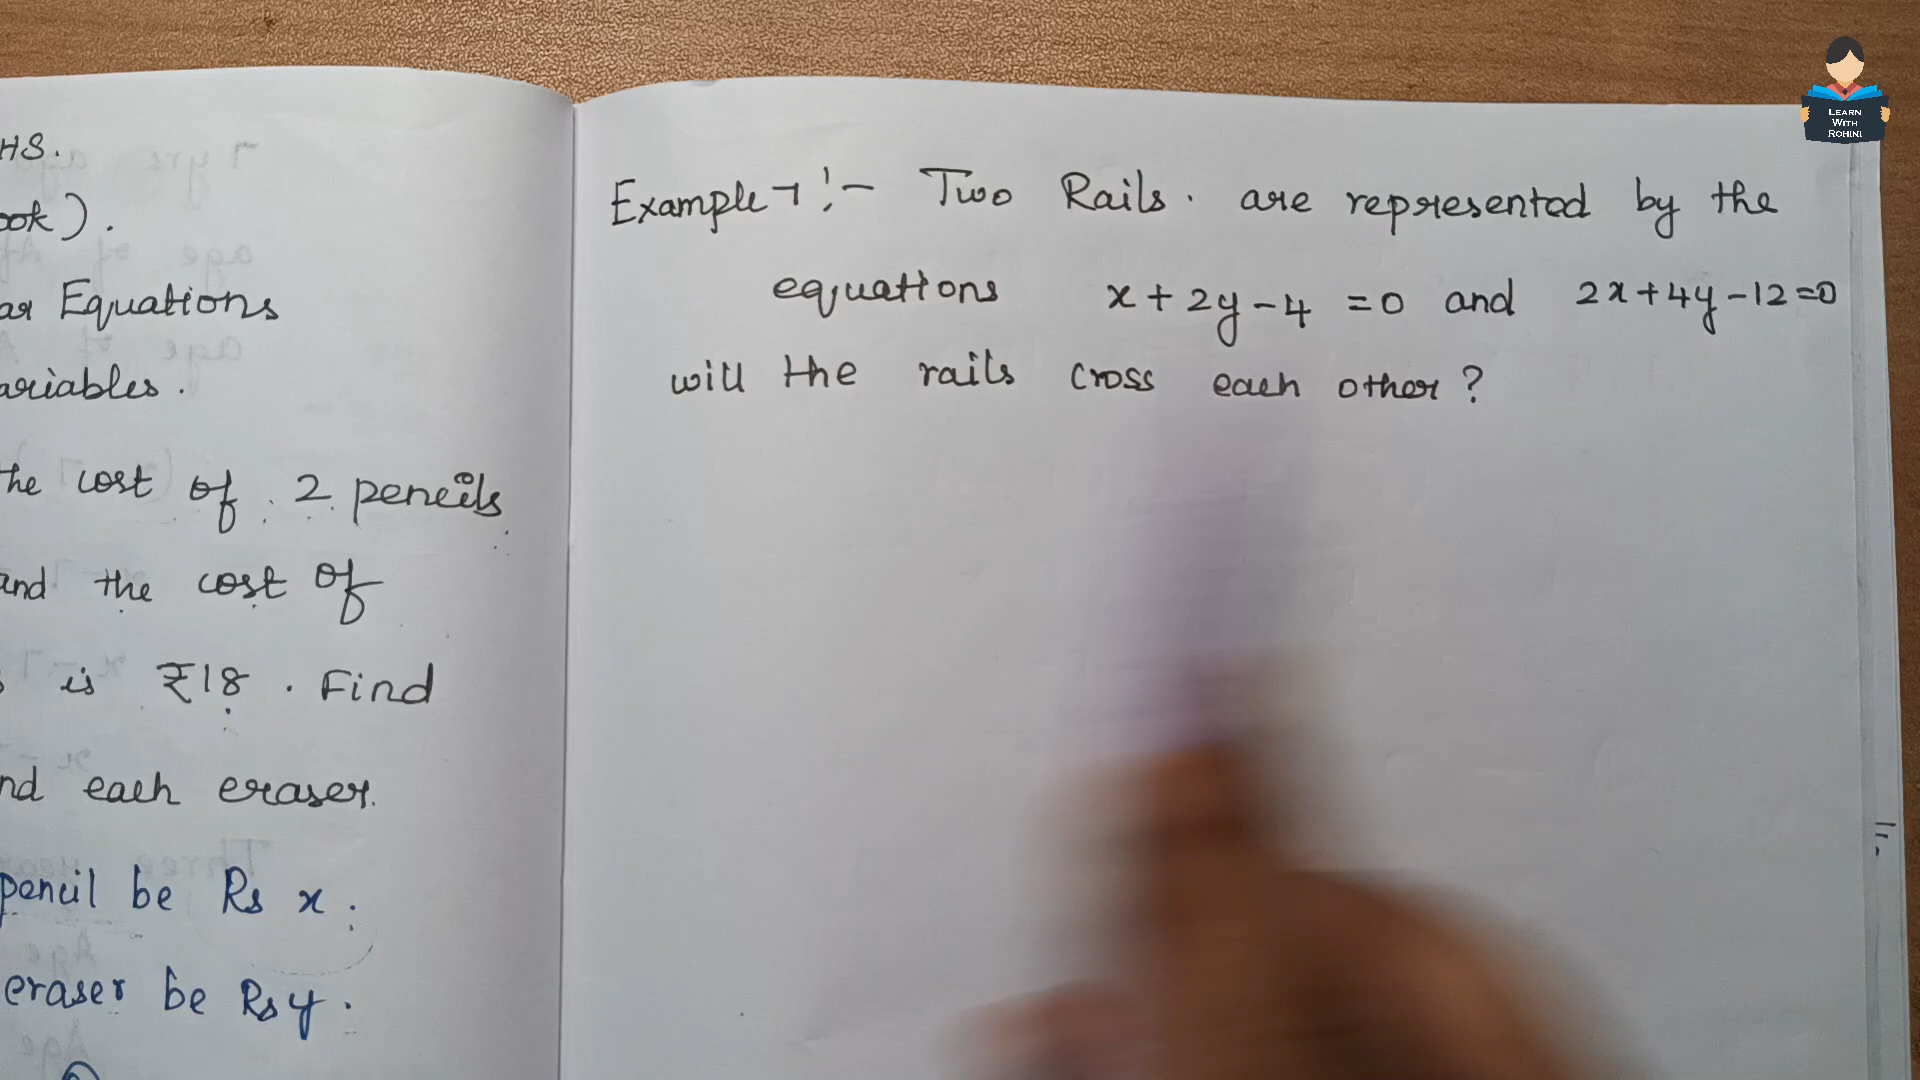 HS.
ook).
ar Equations
ariables.
the cost of 2 pencils
and the cost of
is ₹18. Find
nd each eraser.
pencil be Rs x.
eraser be Rs y.
Example 7 :- Two Rails. are represented by the
equations x + 2y - 4 = 0 and 2x + 4y - 12 = 0
will the rails cross each other?
LEARN
WITH
ROHINI